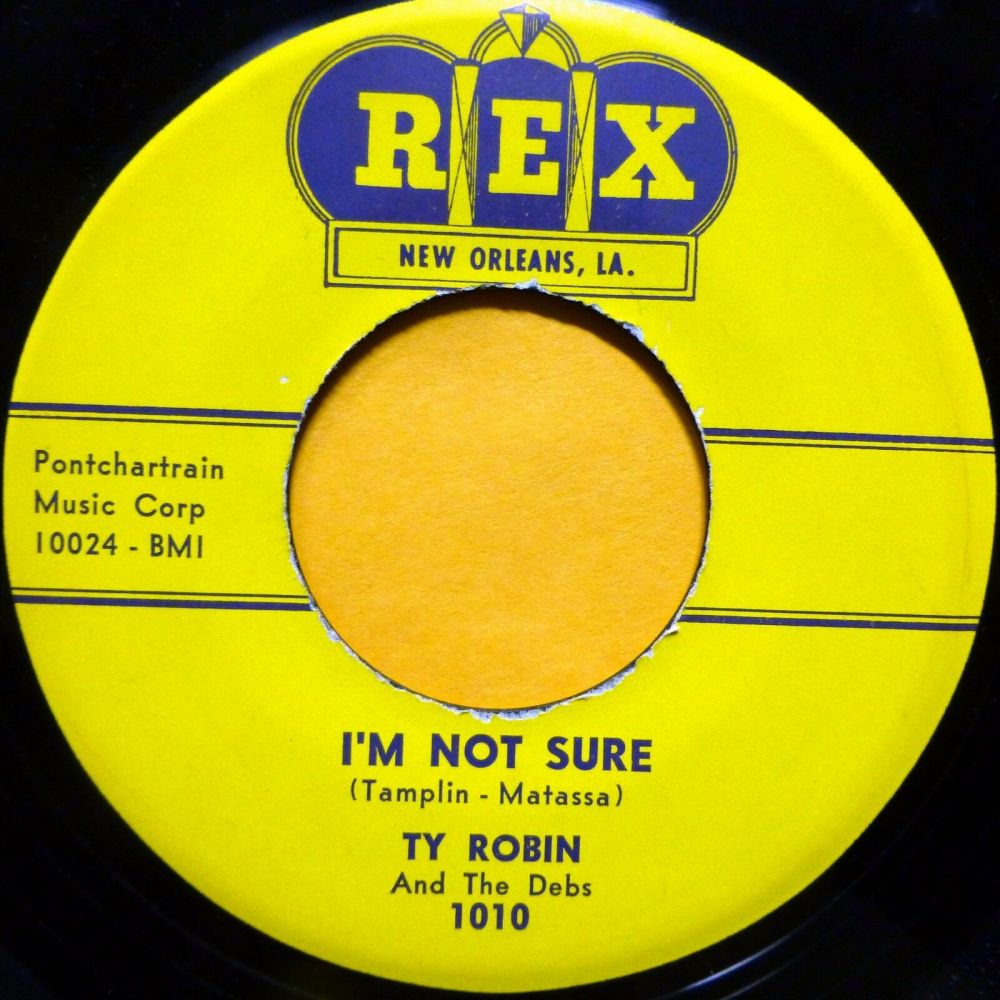 REX
NEW ORLEANS, LA.
Pontchartrain
Music Corp
10024 - BMI
I'M NOT SURE
(Tamplin - Matassa)
TY ROBIN
And The Debs
1010